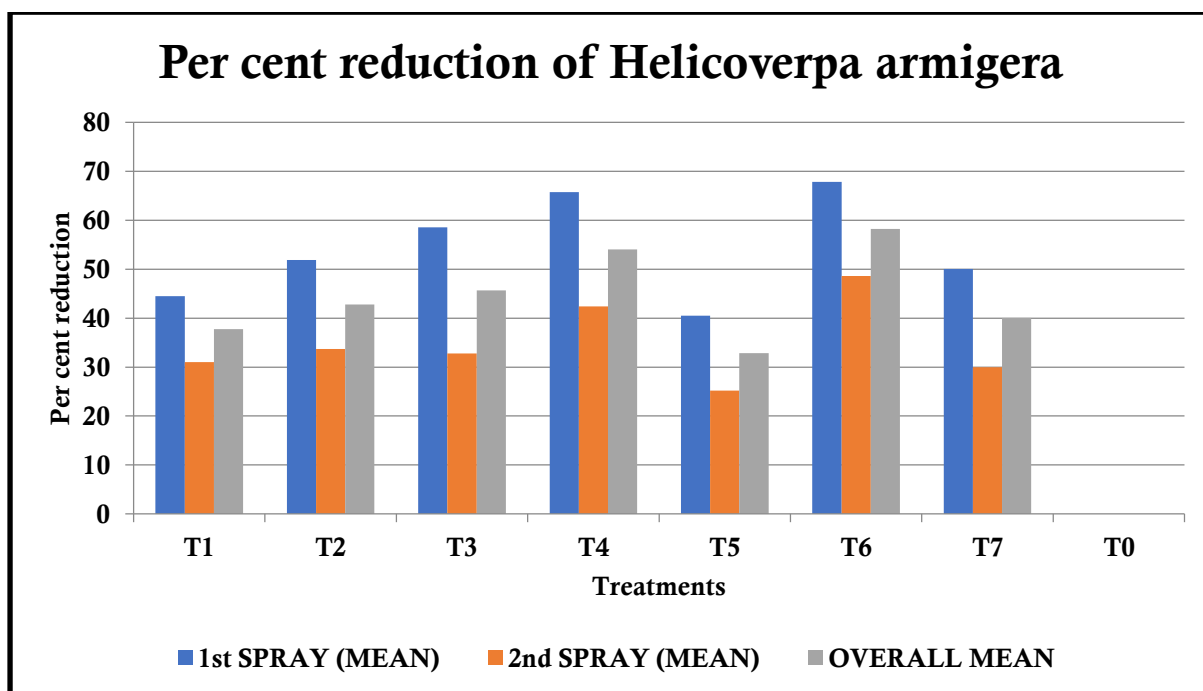 Per cent reduction of Helicoverpa armigera
80
70
60
50
40
30
20
10
0
Per cent reduction
T1 T2 T3 T4 T5 T6 T7 T0
Treatments
1st SPRAY (MEAN) 2nd SPRAY (MEAN) OVERALL MEAN